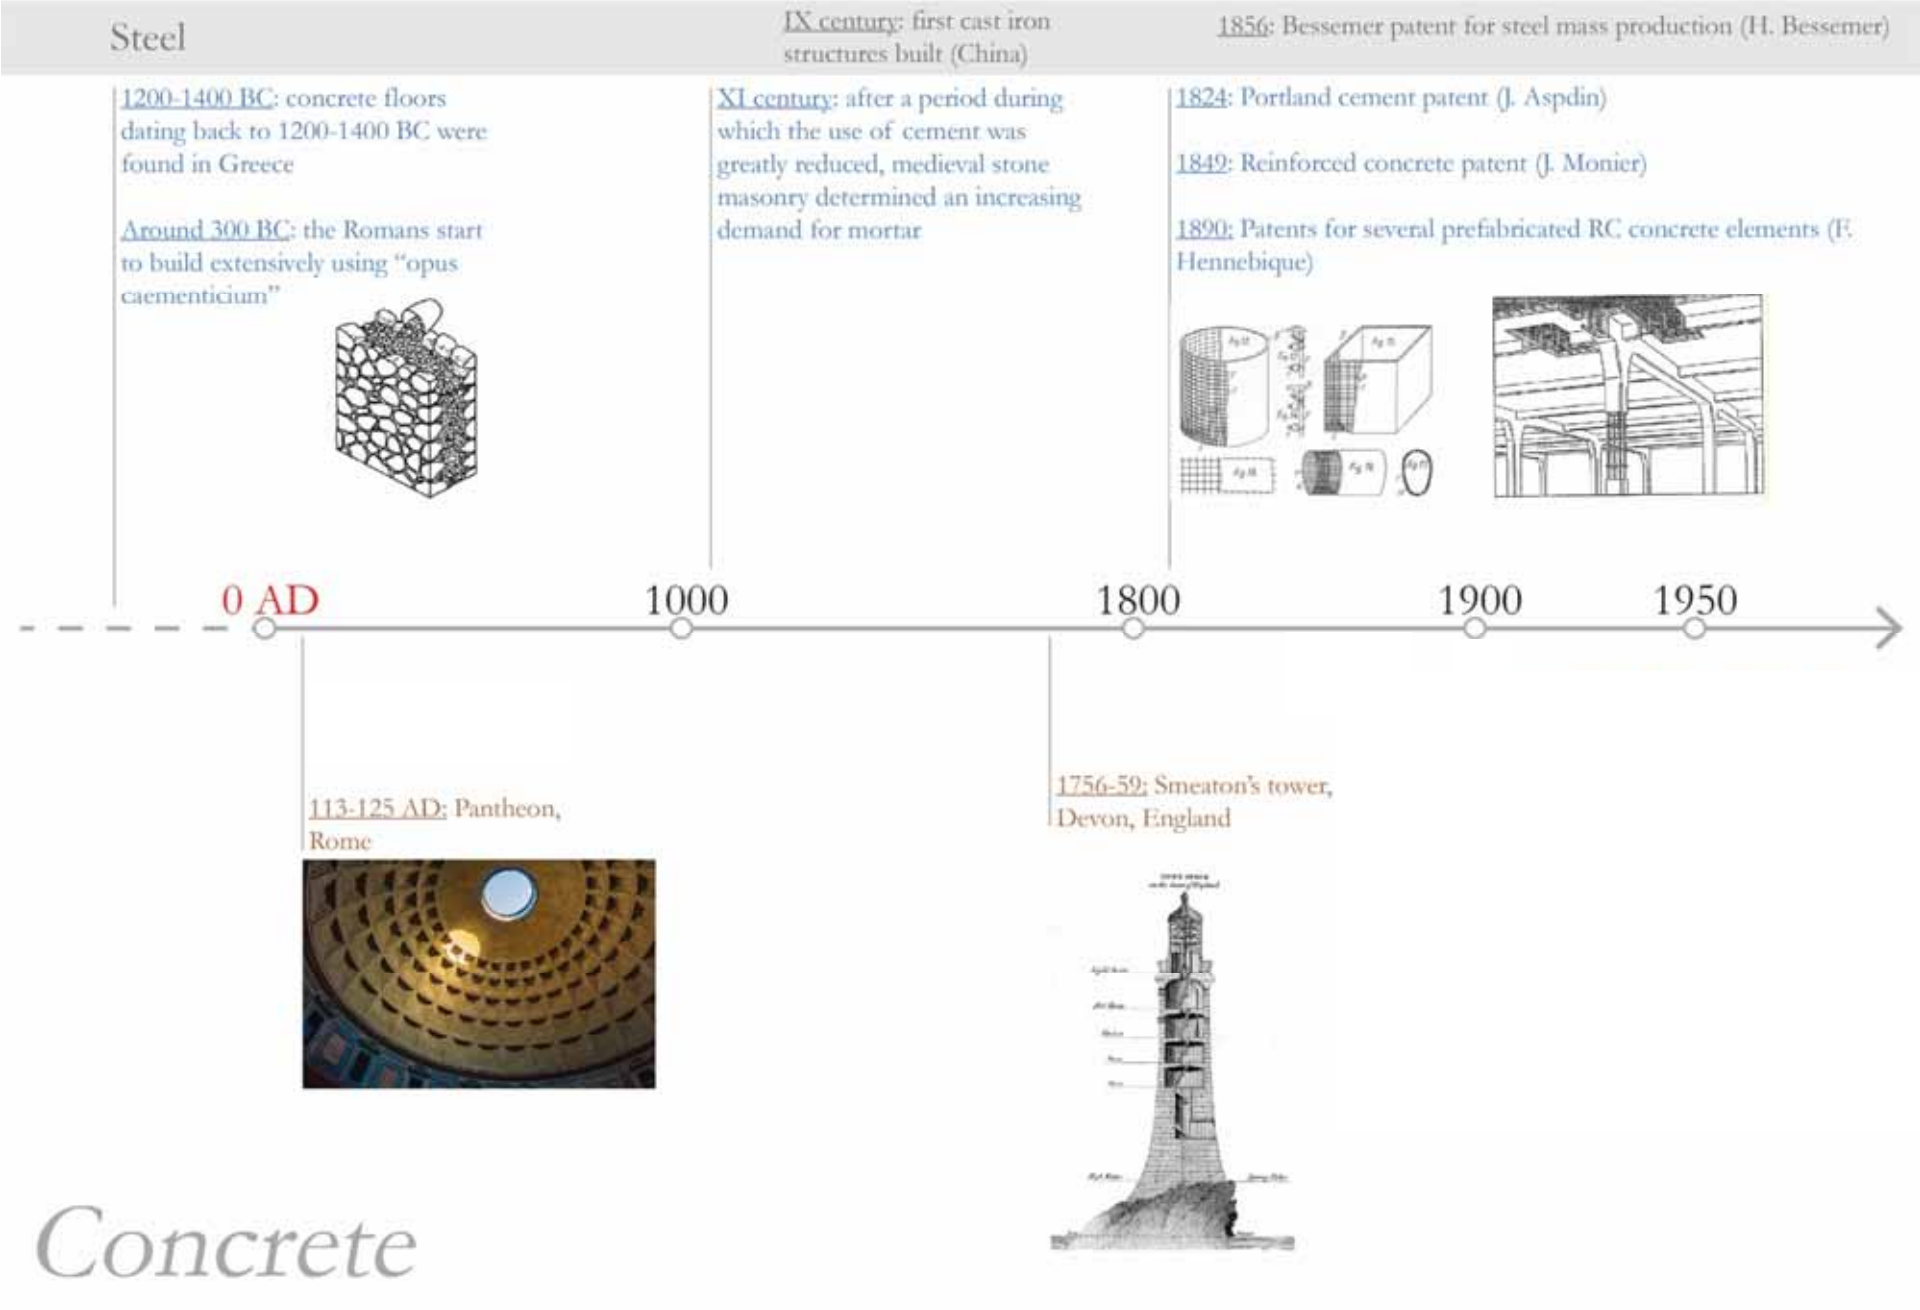 Steel
IX century: first cast iron
structures built (China)
1856: Bessemer patent for steel mass production (H. Bessemer)
1200-1400 BC: concrete floors
dating back to 1200-1400 BC were
found in Greece
Around 300 BC: the Romans start
to build extensively using “opus
caementicium”
XI century: after a period during
which the use of cement was
greatly reduced, medieval stone
masonry determined an increasing
demand for mortar
1824: Portland cement patent (J. Aspdin)
1849: Reinforced concrete patent (J. Monier)
1890: Patents for several prefabricated RC concrete elements (F.
Hennebique)
0 AD
1000
1800
1900
1950
113-125 AD: Pantheon,
Rome
1756-59: Smeaton’s tower,
Devon, England
Concrete